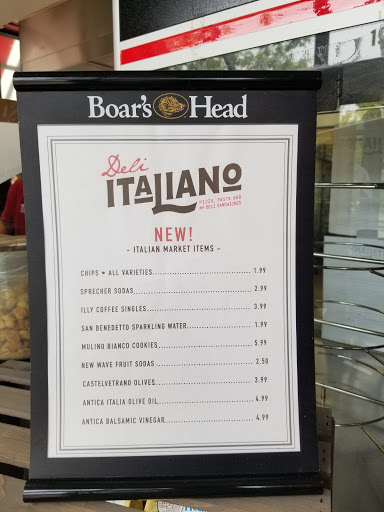 Boar's Head
Deli
ITALIANO
PIZZA, PASTA AND
NY DELI SANDWICHES
NEW!
- ITALIAN MARKET ITEMS -
CHIPS • ALL VARIETIES 1.99
SPRECHER SODAS 2.99
ILLY COFFEE SINGLES 3.99
SAN BENEDETTO SPARKLING WATER 1.99
MULINO BIANCO COOKIES 5.99
NEW WAVE FRUIT SODAS 2.50
CASTELVETRANO OLIVES 3.99
ANTICA ITALIA OLIVE OIL 4.99
ANTICA BALSAMIC VINEGAR 4.99